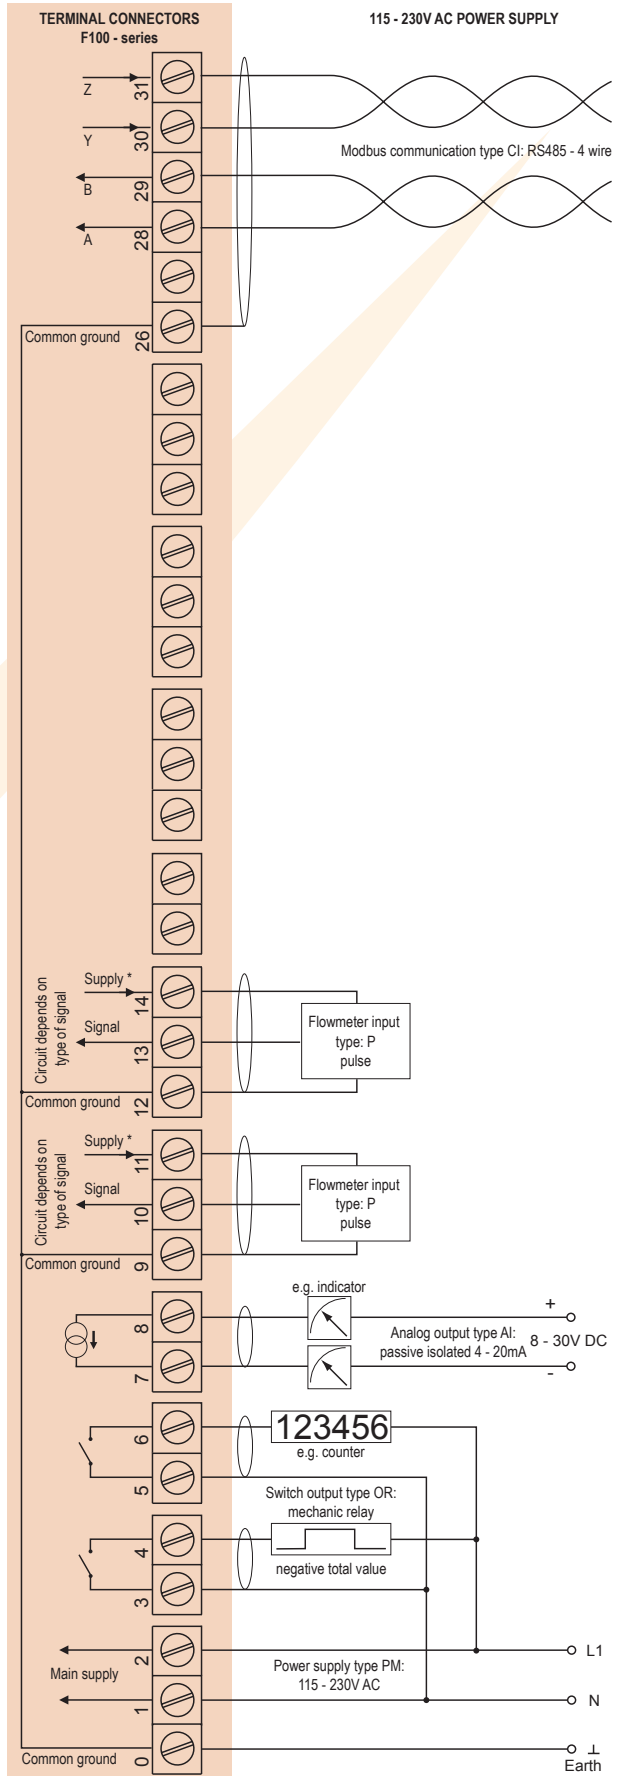 TERMINAL CONNECTORS
F100 - series
115 - 230V AC POWER SUPPLY
Z
31
Y
30
Modbus communication type CI: RS485 - 4 wire
B
29
A
28
Common ground
26
Supply *
14
Circuit depends on
type of signal
Signal
13
Flowmeter input
type: P
pulse
Common ground
12
Supply *
11
Circuit depends on
type of signal
Signal
10
Flowmeter input
type: P
pulse
Common ground
9
e.g. indicator
8
+
Analog output type AI:
passive isolated 4 - 20mA
8 - 30V DC
7
-
6
123456
e.g. counter
5
Switch output type OR:
mechanic relay
4
negative total value
3
2
L1
Main supply
Power supply type PM:
115 - 230V AC
1
N
Common ground
0
Earth